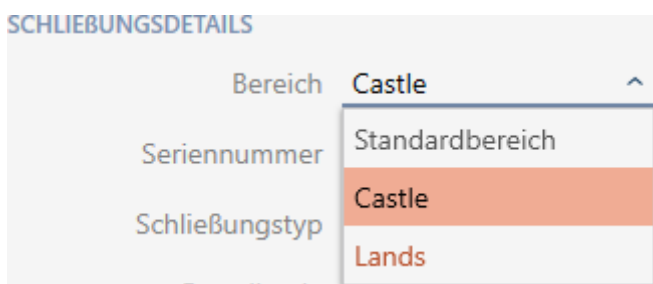 SCHLIEßUNGSDETAILS
Bereich Castle
Standardbereich
Seriennummer
Castle
Schließungstyp
Lands